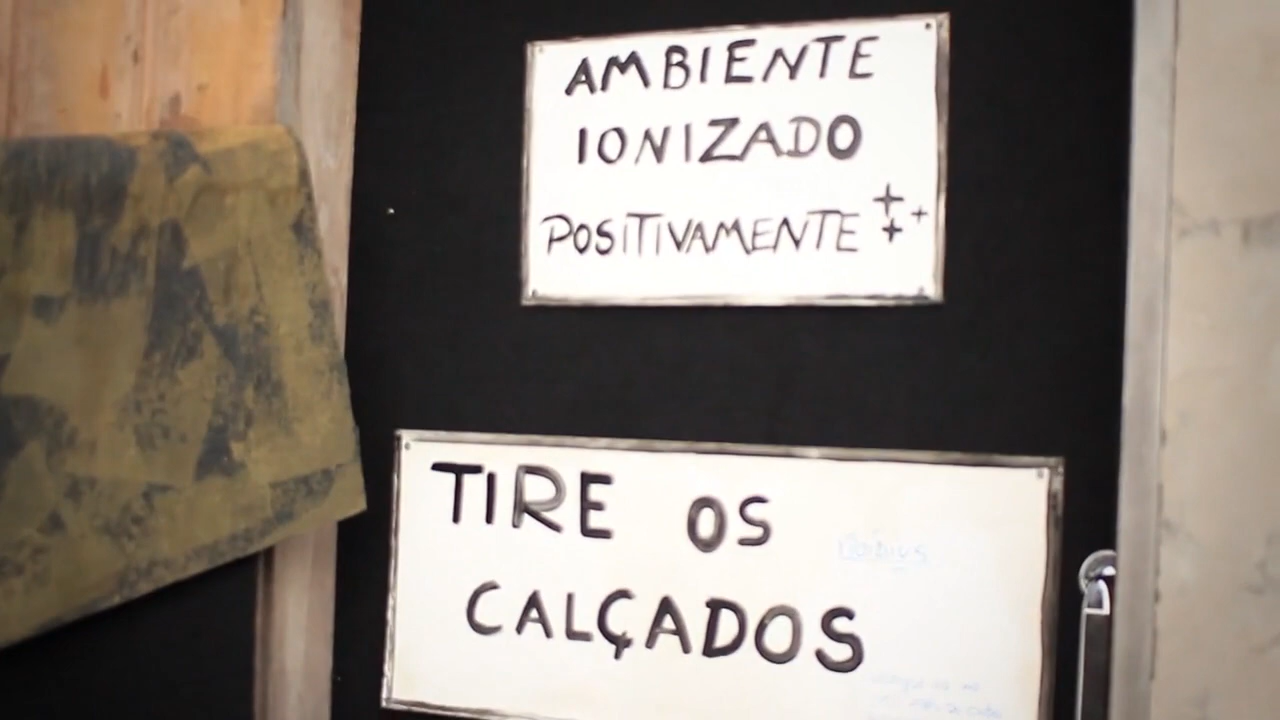 AMBIENTE
IONIZADO
POSITIVAMENTE +++
TIRE OS
CALÇADOS